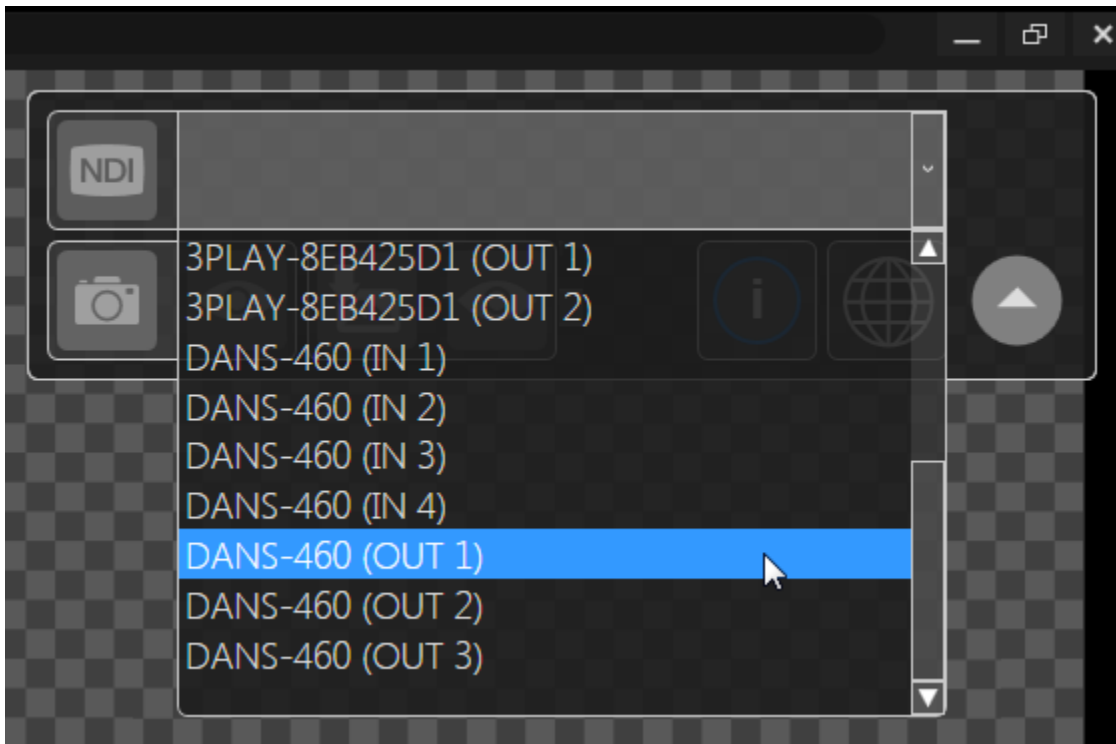 NDI
3PLAY-8EB425D1 (OUT 1)
3PLAY-8EB425D1 (OUT 2)
DANS-460 (IN 1)
DANS-460 (IN 2)
DANS-460 (IN 3)
DANS-460 (IN 4)
DANS-460 (OUT 1)
DANS-460 (OUT 2)
DANS-460 (OUT 3)